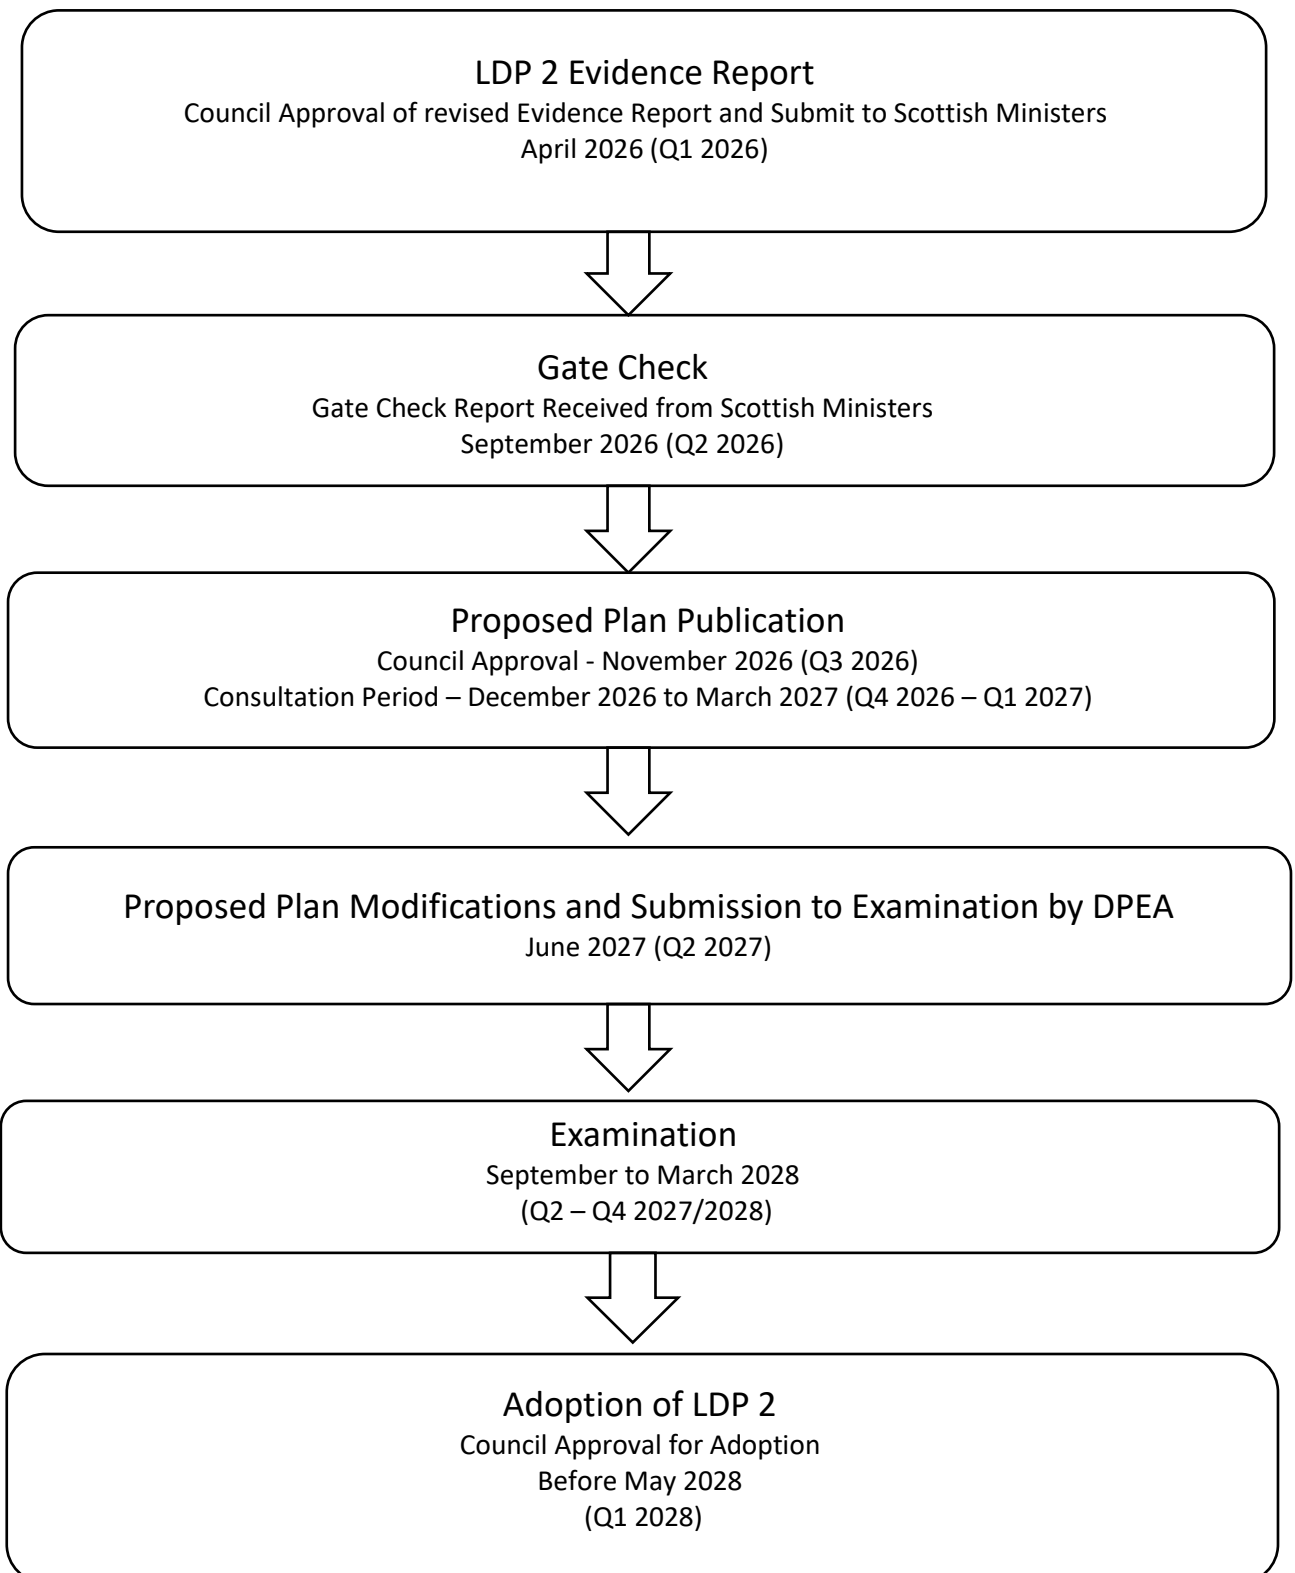 LDP 2 Evidence Report
Council Approval of revised Evidence Report and Submit to Scottish Ministers
April 2026 (Q1 2026)
Gate Check
Gate Check Report Received from Scottish Ministers
September 2026 (Q2 2026)
Proposed Plan Publication
Council Approval - November 2026 (Q3 2026)
Consultation Period – December 2026 to March 2027 (Q4 2026 – Q1 2027)
Proposed Plan Modifications and Submission to Examination by DPEA
June 2027 (Q2 2027)
Examination
September to March 2028
(Q2 – Q4 2027/2028)
Adoption of LDP 2
Council Approval for Adoption
Before May 2028
(Q1 2028)